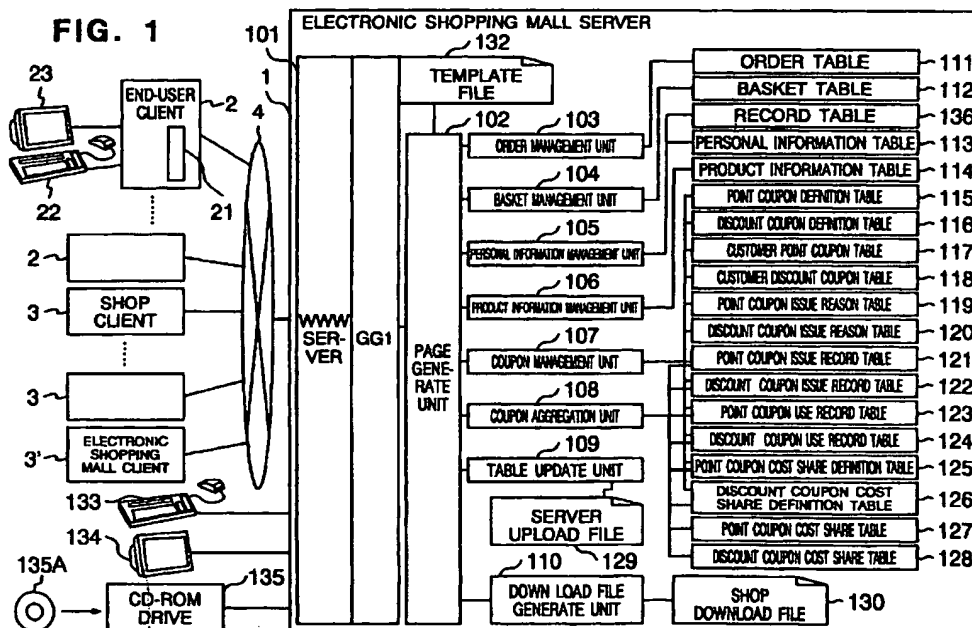 FIG. 1
ELECTRONIC SHOPPING MALL SERVER
101
1
132
TEMPLATE
FILE
102
23
END-USER
CLIENT
2
4
22
21
2
3
SHOP
CLIENT
3
3'
ELECTRONIC
SHOPPING
MALL CLIENT
133
134
135A
135
CD-ROM
DRIVE
SER-
VER
GG1
PAGE
GENE-
RATE
UNIT
103
ORDER MANAGEMENT UNIT
104
BASKET MANAGEMENT UNIT
105
PERSONAL INFORMATION MANAGEMENT UNIT
106
PRODUCT INFORMATION MANAGEMENT UNIT
107
COUPON MANAGEMENT UNIT
108
COUPON AGGREGATION UNIT
109
TABLE UPDATE UNIT
SERVER
UPLOAD FILE
129
110
DOWN LOAD FILE
GENERATE UNIT
SHOP
DOWNLOAD FILE
130
ORDER TABLE
111
BASKET TABLE
112
RECORD TABLE
136
PERSONAL INFORMATION TABLE
113
PRODUCT INFORMATION TABLE
114
POINT COUPON DEFINITION TABLE
115
DISCOUNT COUPON DEFINITION TABLE
116
CUSTOMER POINT COUPON TABLE
117
CUSTOMER DISCOUNT COUPON TABLE
118
POINT COUPON ISSUE REASON TABLE
119
DISCOUNT COUPON ISSUE REASON TABLE
120
POINT COUPON ISSUE RECORD TABLE
121
DISCOUNT COUPON ISSUE RECORD TABLE
122
POINT COUPON USE RECORD TABLE
123
DISCOUNT COUPON USE RECORD TABLE
124
POINT COUPON COST SHARE DEFINITION TABLE
125
DISCOUNT COUPON COST
SHARE DEFINITION TABLE
126
POINT COUPON COST SHARE TABLE
127
DISCOUNT COUPON COST SHARE TABLE
128